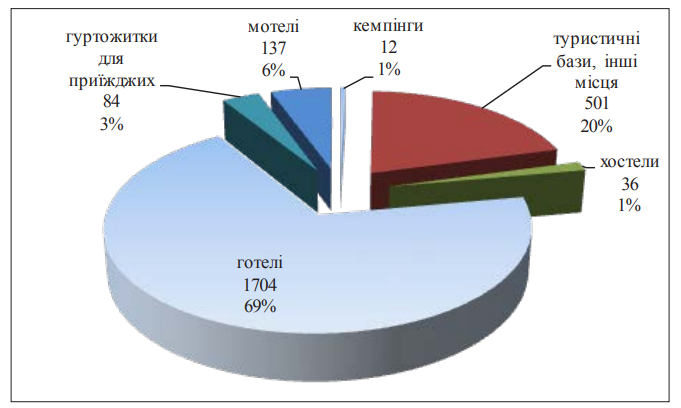 гуртожитки
для
приїжджих
84
3%
мотелі
137
6%
кемпінги
12
1%
туристичні
бази, інші
місця
501
20%
хостели
36
1%
готелі
1704
69%